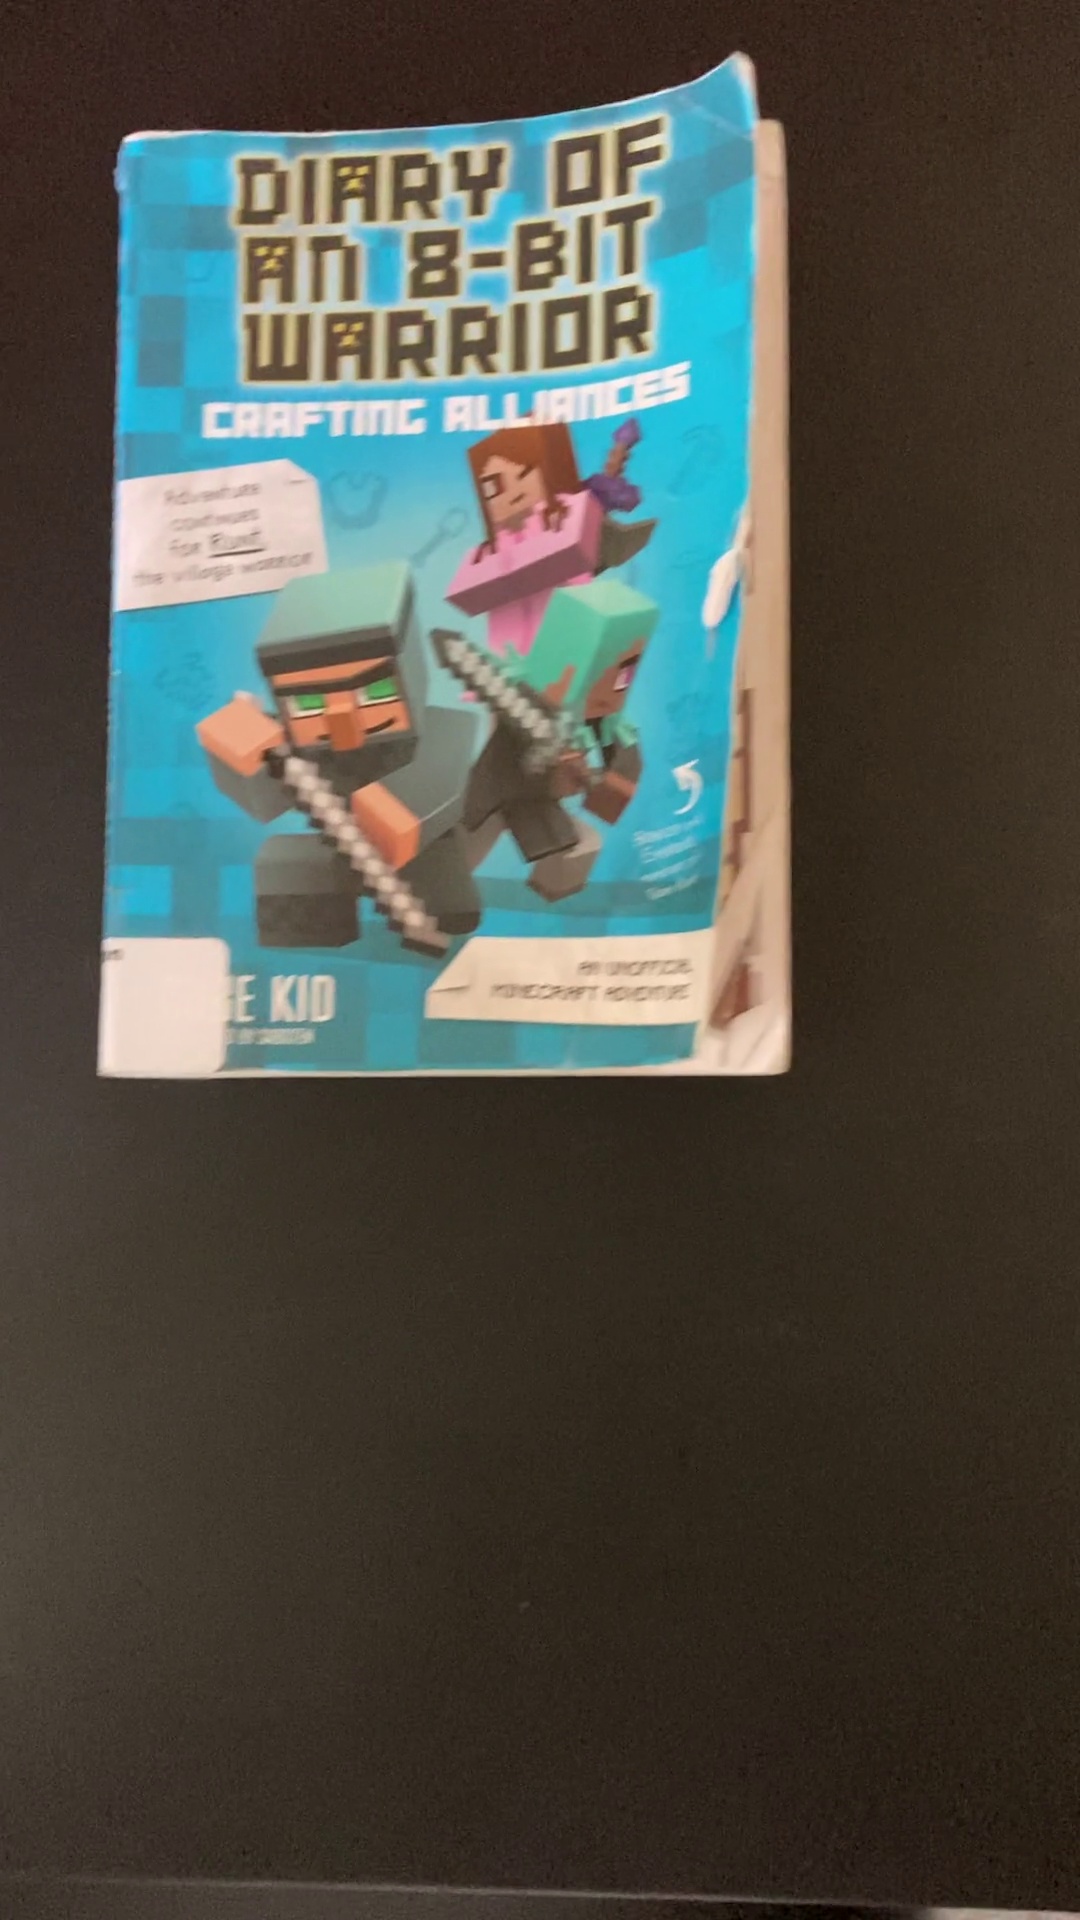 DIARY OF
AN 8-BIT
WARRIOR
CRAFTING ALLIANCES
Adventure
continues
for Runt,
the village warrior
KID
AN UNOFFICIAL
MINECRAFT ADVENTURE